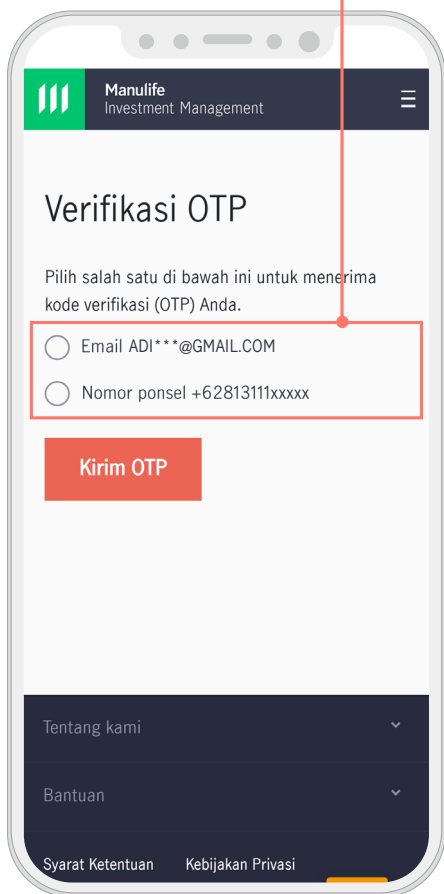 Manulife
Investment Management
Verifikasi OTP
Pilih salah satu di bawah ini untuk menerima
kode verifikasi (OTP) Anda.
Email ADI***@GMAIL.COM
Nomor ponsel +62813111xxxxx
Kirim OTP
Tentang kami
Bantuan
Syarat Ketentuan Kebijakan Privasi